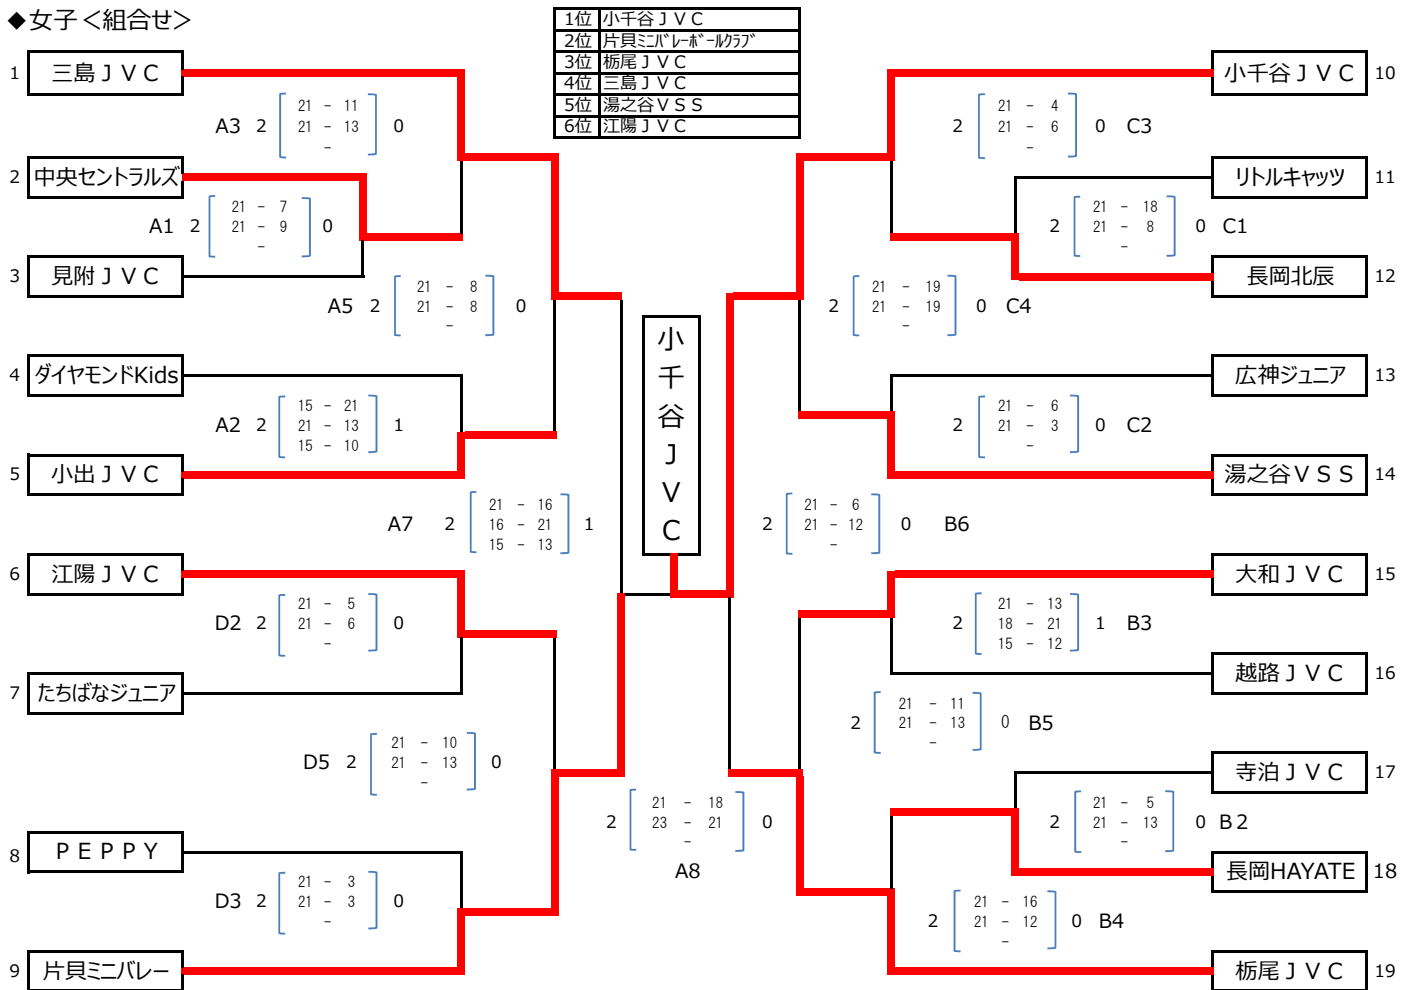 ◆女子＜組合せ＞
1位 小千谷ＪＶＣ
2位 片貝ﾐﾆﾊﾞﾚｰﾎﾞｰﾙｸﾗﾌﾞ
3位 栃尾ＪＶＣ
4位 三島ＪＶＣ
5位 湯之谷ＶＳＳ
6位 江陽ＪＶＣ
1 三島ＪＶＣ
A3 2 0
21 - 11
21 - 13
-
2 中央セントラルズ
A1 2 0
21 - 7
21 - 9
-
3 見附ＪＶＣ
A5 2 0
21 - 8
21 - 8
-
4 ダイヤモンドKids
A2 2 1
15 - 21
21 - 13
15 - 10
5 小出ＪＶＣ
A7 2 1
21 - 16
16 - 21
15 - 13
6 江陽ＪＶＣ
D2 2 0
21 - 5
21 - 6
-
7 たちばなジュニア
D5 2 0
21 - 10
21 - 13
-
8 ＰＥＰＰＹ
D3 2 0
21 - 3
21 - 3
-
9 片貝ミニバレー
小千谷ＪＶＣ
2 0
21 - 18
23 - 21
-
A8
小千谷ＪＶＣ 10
2 0 C3
21 - 4
21 - 6
-
リトルキャッツ 11
2 0 C1
21 - 18
21 - 8
-
長岡北辰 12
2 0 C4
21 - 19
21 - 19
-
広神ジュニア 13
2 0 C2
21 - 6
21 - 3
-
湯之谷ＶＳＳ 14
2 0 B6
21 - 6
21 - 12
-
大和ＪＶＣ 15
2 1 B3
21 - 13
18 - 21
15 - 12
越路ＪＶＣ 16
2 0 B5
21 - 11
21 - 13
-
寺泊ＪＶＣ 17
2 0 B２
21 - 5
21 - 13
-
長岡HAYATE 18
2 0 B4
21 - 16
21 - 12
-
栃尾ＪＶＣ 19